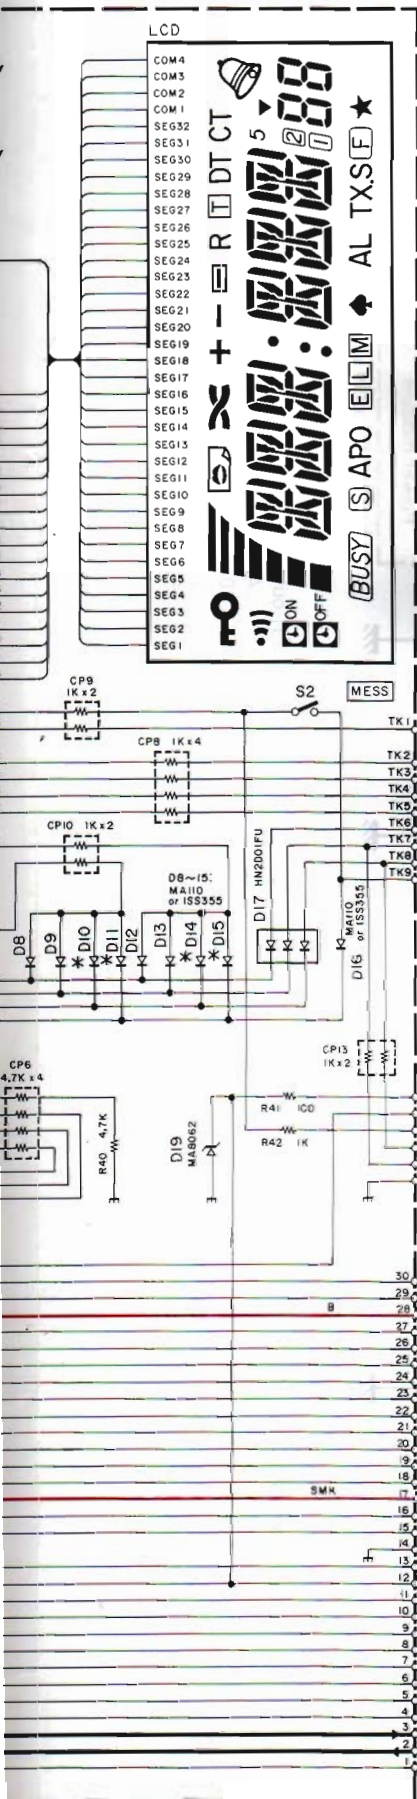 LCD
COM4
COM3
COM2
COM1
SEG32
SEG31
SEG30
SEG29
SEG28
SEG27
SEG26
SEG25
SEG24
SEG23
SEG22
SEG21
SEG20
SEG19
SEG18
SEG17
SEG16
SEG15
SEG14
SEG13
SEG12
SEG11
SEG10
SEG9
SEG8
SEG7
SEG6
SEG5
SEG4
SEG3
SEG2
SEG1
R T DT CT
5
2
1
ON
OFF
BUSY S APO E L M AL TX.S F
CP9
1K x 2
S2
MESS
TK1
CP8 1K x 4
TK2
TK3
TK4
TK5
CP10 1K x 2
TK6
TK7
TK8
TK9
D8~15:
MA110
or 1SS355
D17 HN2D01FU
MA110
or 1SS355
D8
D9
*D10
*D11
D12
D13
*D14
*D15
D16
CP13
1K x 2
CP6
4.7K x 4
R40 4.7K
D19
MA8062
R41 100
R42 1K
30
29
B
28
27
26
25
24
23
22
21
20
19
18
SMK
17
16
15
14
13
12
11
10
9
8
7
6
5
4
3
2
1